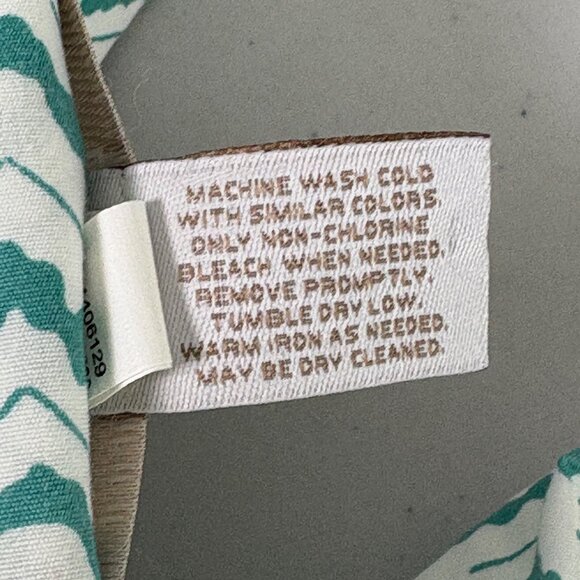 MACHINE WASH COLD
WITH SIMILAR COLORS.
ONLY NON-CHLORINE
BLEACH WHEN NEEDED.
REMOVE PROMPTLY.
TUMBLE DRY LOW.
WARM IRON AS NEEDED.
MAY BE DRY CLEANED.
406129